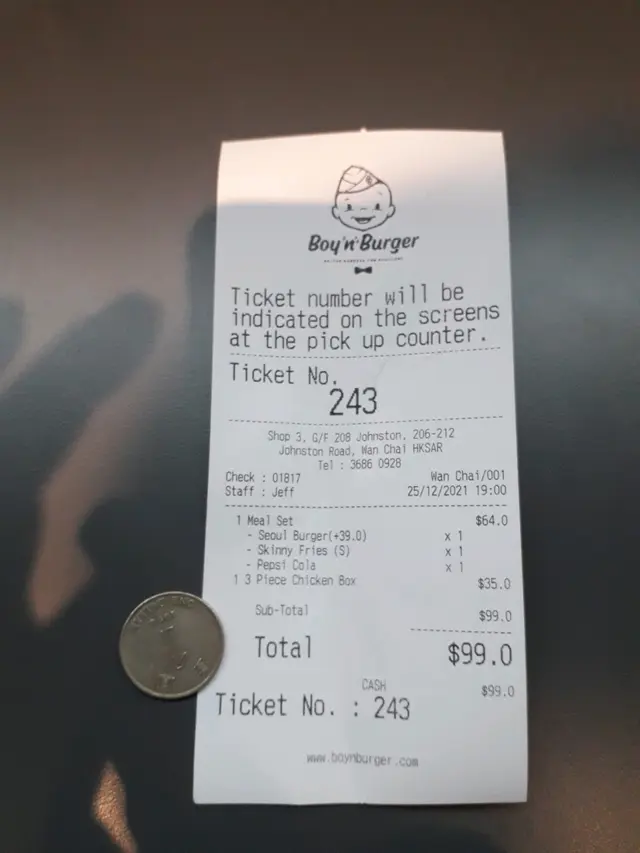 Boy'n'Burger
Ticket number will be
indicated on the screens
at the pick up counter.
Ticket No.
243
Shop 3, G/F 208 Johnston, 206-212
Johnston Road, Wan Chai HKSAR
Tel : 3686 0928
Check : 01817 Wan Chai/001
Staff : Jeff 25/12/2021 19:00
1 Meal Set $64.0
- Seoul Burger(+39.0) x 1
- Skinny Fries (S) x 1
- Pepsi Cola x 1
1 3 Piece Chicken Box $35.0
Sub-Total $99.0
Total $99.0
CASH $99.0
Ticket No. : 243
www.boynburger.com